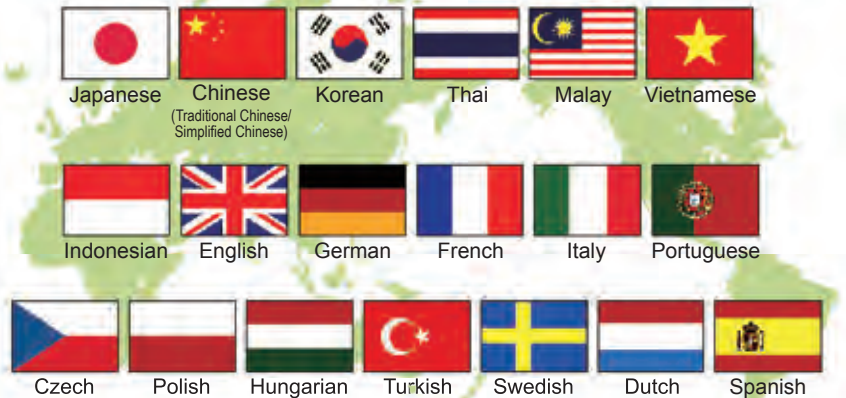 Japanese Chinese Korean Thai Malay Vietnamese
(Traditional Chinese/
Simplified Chinese)
Indonesian English German French Italy Portuguese
Czech Polish Hungarian Turkish Swedish Dutch Spanish